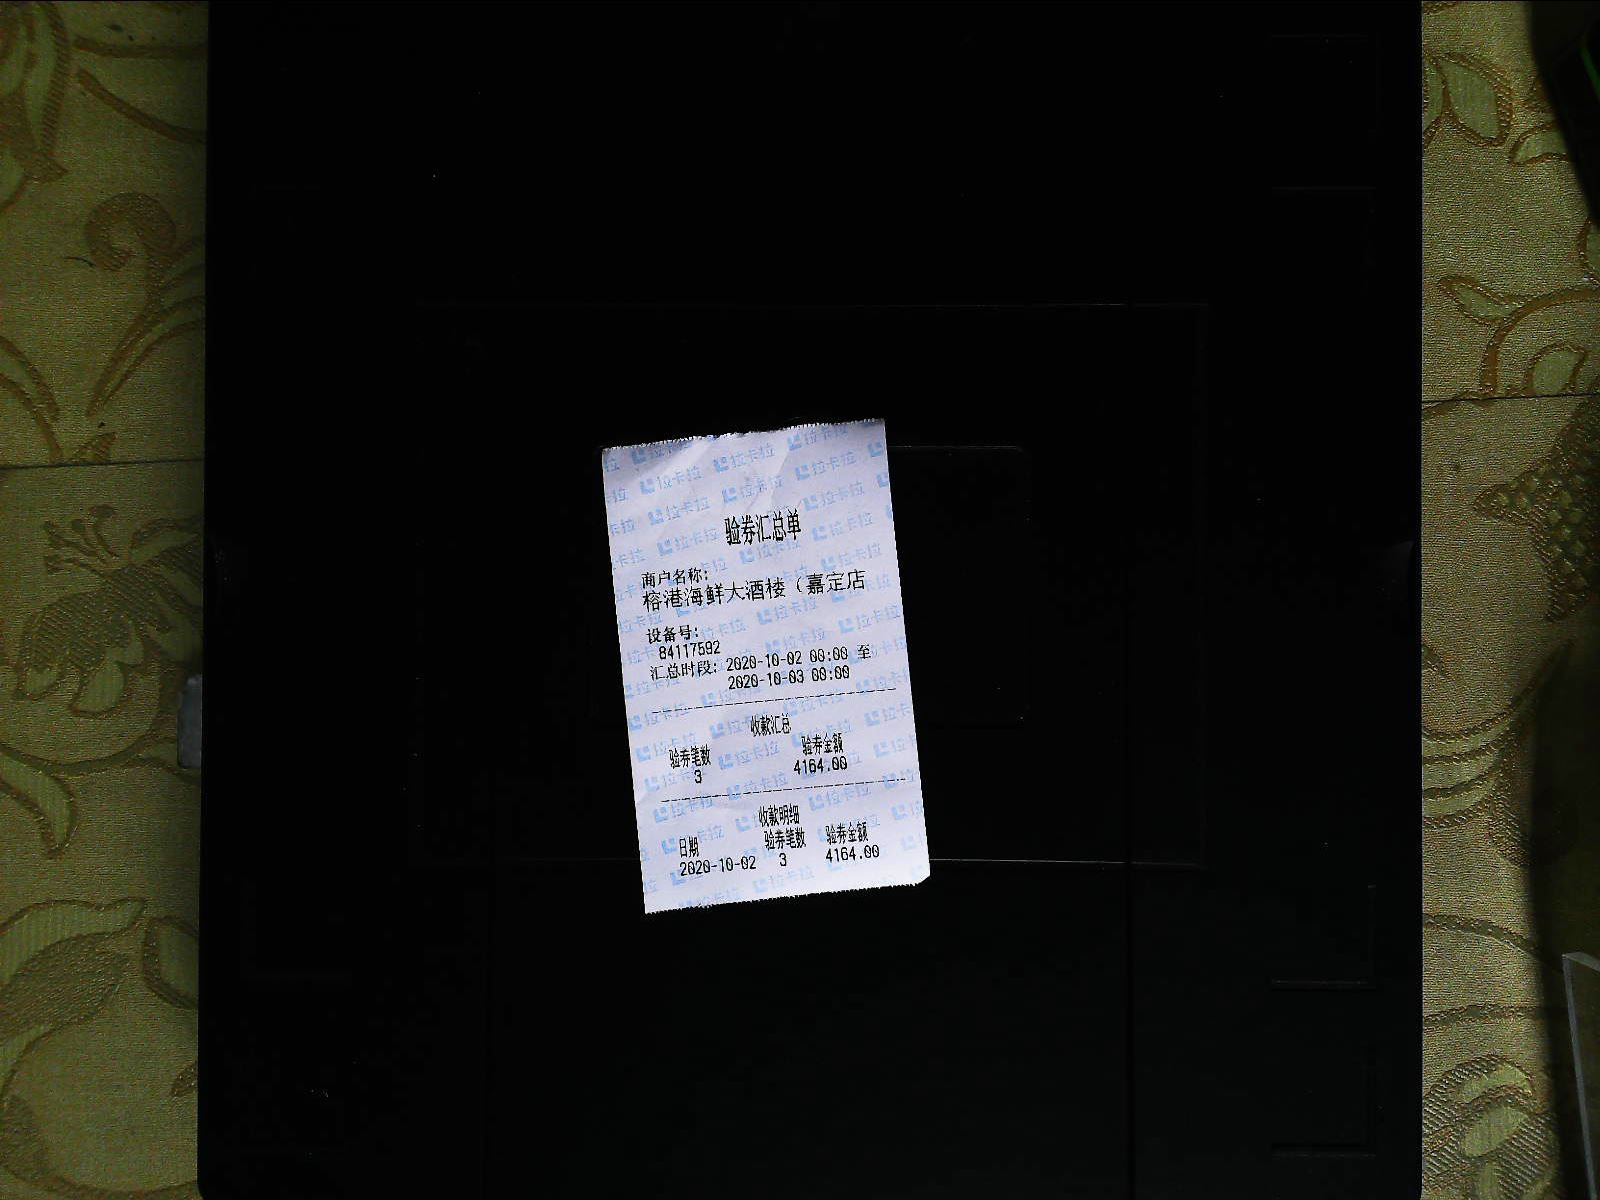 验券汇总单
商户名称:
榕港海鲜大酒楼（嘉定店
设备号:
84117592
汇总时段: 2020-10-02 00:00 至
2020-10-03 00:00
收款汇总
验券笔数 验券金额
3 4164.00
收款明细
日期 验券笔数 验券金额
2020-10-02 3 4164.00